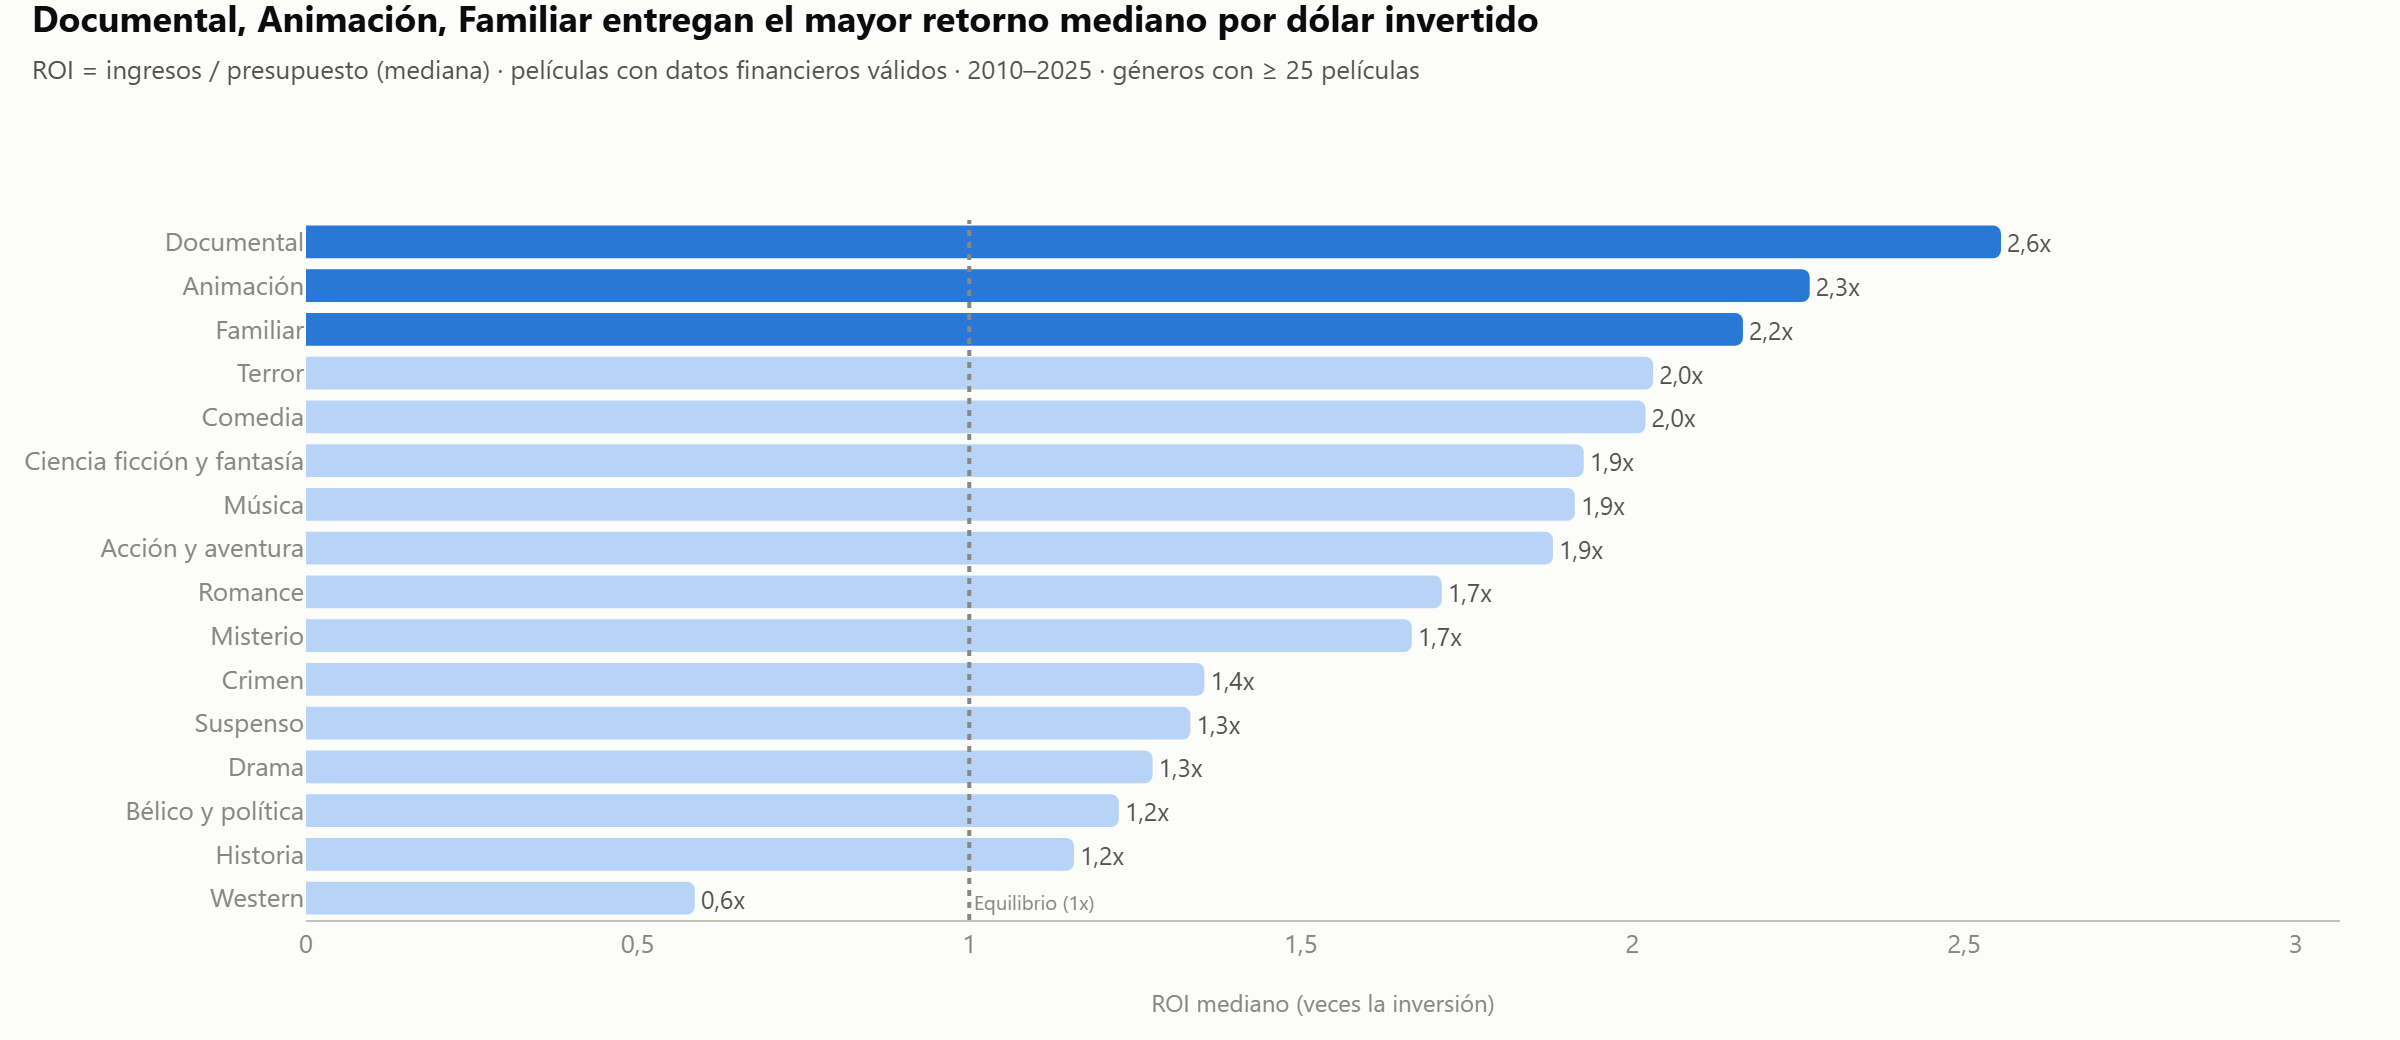 Documental, Animación, Familiar entregan el mayor retorno mediano por dólar invertido
ROI = ingresos / presupuesto (mediana) · películas con datos financieros válidos · 2010–2025 · géneros con ≥ 25 películas
Documental 2,6x
Animación 2,3x
Familiar 2,2x
Terror 2,0x
Comedia 2,0x
Ciencia ficción y fantasía 1,9x
Música 1,9x
Acción y aventura 1,9x
Romance 1,7x
Misterio 1,7x
Crimen 1,4x
Suspenso 1,3x
Drama 1,3x
Bélico y política 1,2x
Historia 1,2x
Western 0,6x Equilibrio (1x)
0 0,5 1 1,5 2 2,5 3
ROI mediano (veces la inversión)